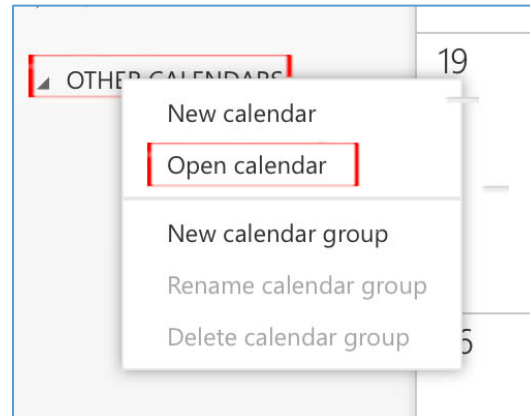 19
OTHER CALENDARS
New calendar
Open calendar
New calendar group
Rename calendar group
Delete calendar group